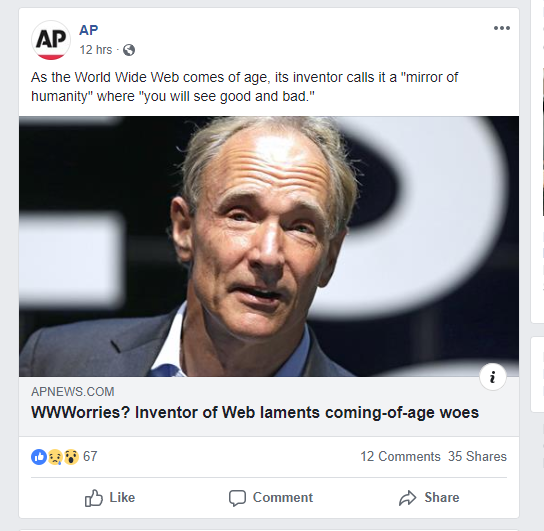 AP
AP
12 hrs ·
As the World Wide Web comes of age, its inventor calls it a "mirror of
humanity" where "you will see good and bad."
i
APNEWS.COM
WWWorries? Inventor of Web laments coming-of-age woes
67
12 Comments 35 Shares
Like
Comment
Share